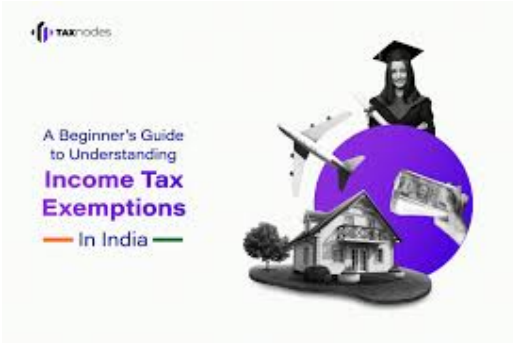 TAXnodes
A Beginner's Guide
to Understanding
Income Tax
Exemptions
In India